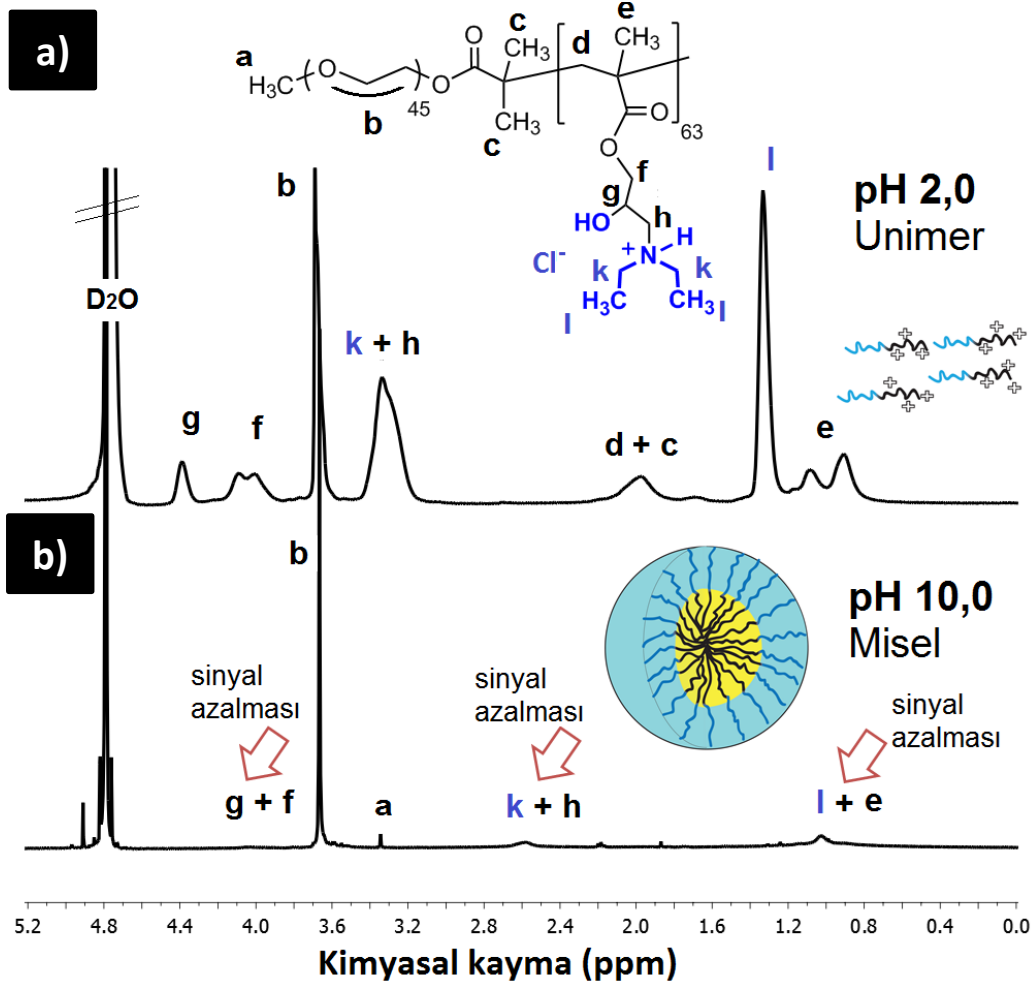 a)
e
c
d
CH₃
CH₃
a
O
H₃C
O
O
45
b
CH₃
c
O
O
63
f
g
HO
h
H
N
+
Cl⁻
k
k
H₃C
CH₃
l
l
b
l
pH 2,0
Unimer
D₂O
k + h
g
f
d + c
e
b)
b
pH 10,0
Misel
sinyal
azalması
sinyal
azalması
sinyal
azalması
g + f
a
k + h
l + e
5.2 4.8 4.4 4.0 3.6 3.2 2.8 2.4 2.0 1.6 1.2 0.8 0.4 0.0
Kimyasal kayma (ppm)